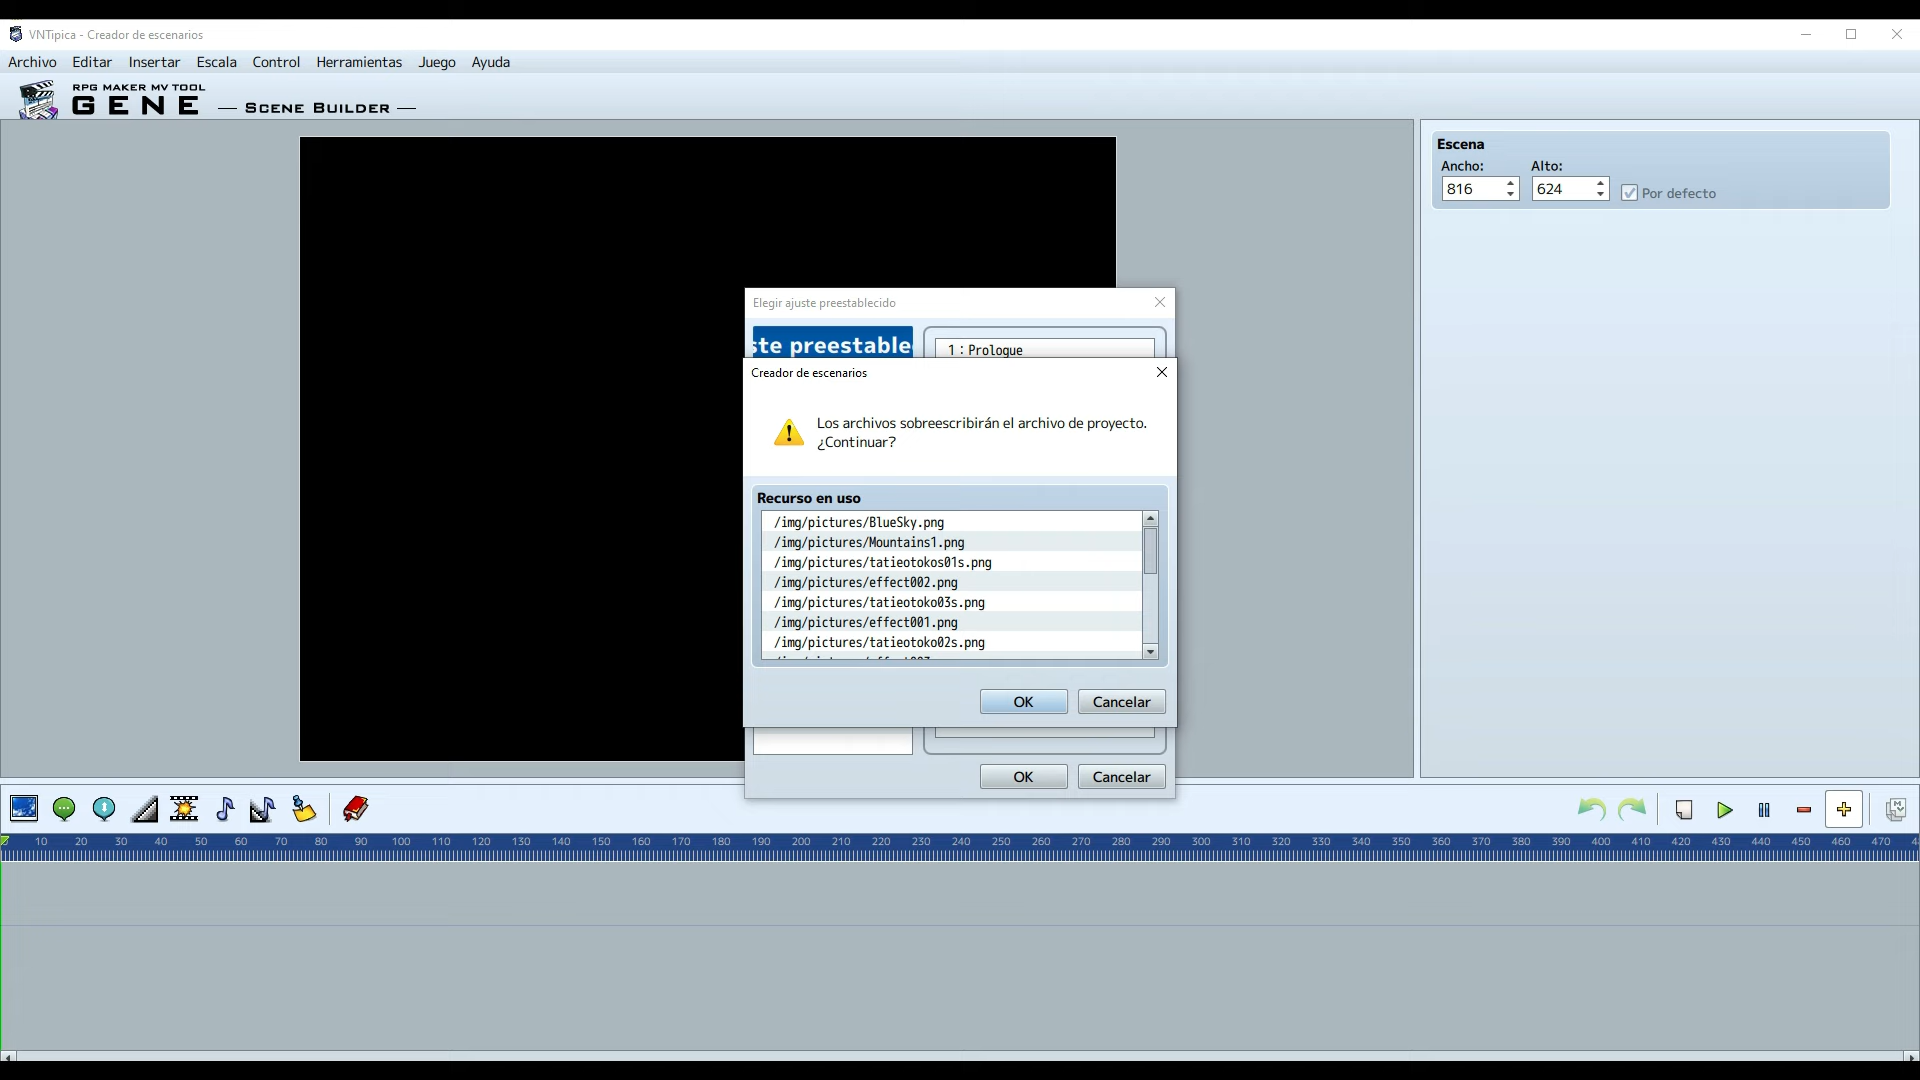 VNTipica - Creador de escenarios
Archivo Editar Insertar Escala Control Herramientas Juego Ayuda
RPG MAKER MV TOOL
GENE — SCENE BUILDER —
Escena
Ancho: Alto:
816 624 Por defecto
Elegir ajuste preestablecido
1 : Prologue
Creador de escenarios
Los archivos sobreescribirán el archivo de proyecto.
¿Continuar?
Recurso en uso
/img/pictures/BlueSky.png
/img/pictures/Mountains1.png
/img/pictures/tatieotokos01s.png
/img/pictures/effect002.png
/img/pictures/tatieotoko03s.png
/img/pictures/effect001.png
/img/pictures/tatieotoko02s.png
OK Cancelar
OK Cancelar
10 20 30 40 50 60 70 80 90 100 110 120 130 140 150 160 170 180 190 200 210 220 230 240 250 260 270 280 290 300 310 320 330 340 350 360 370 380 390 400 410 420 430 440 450 460 470